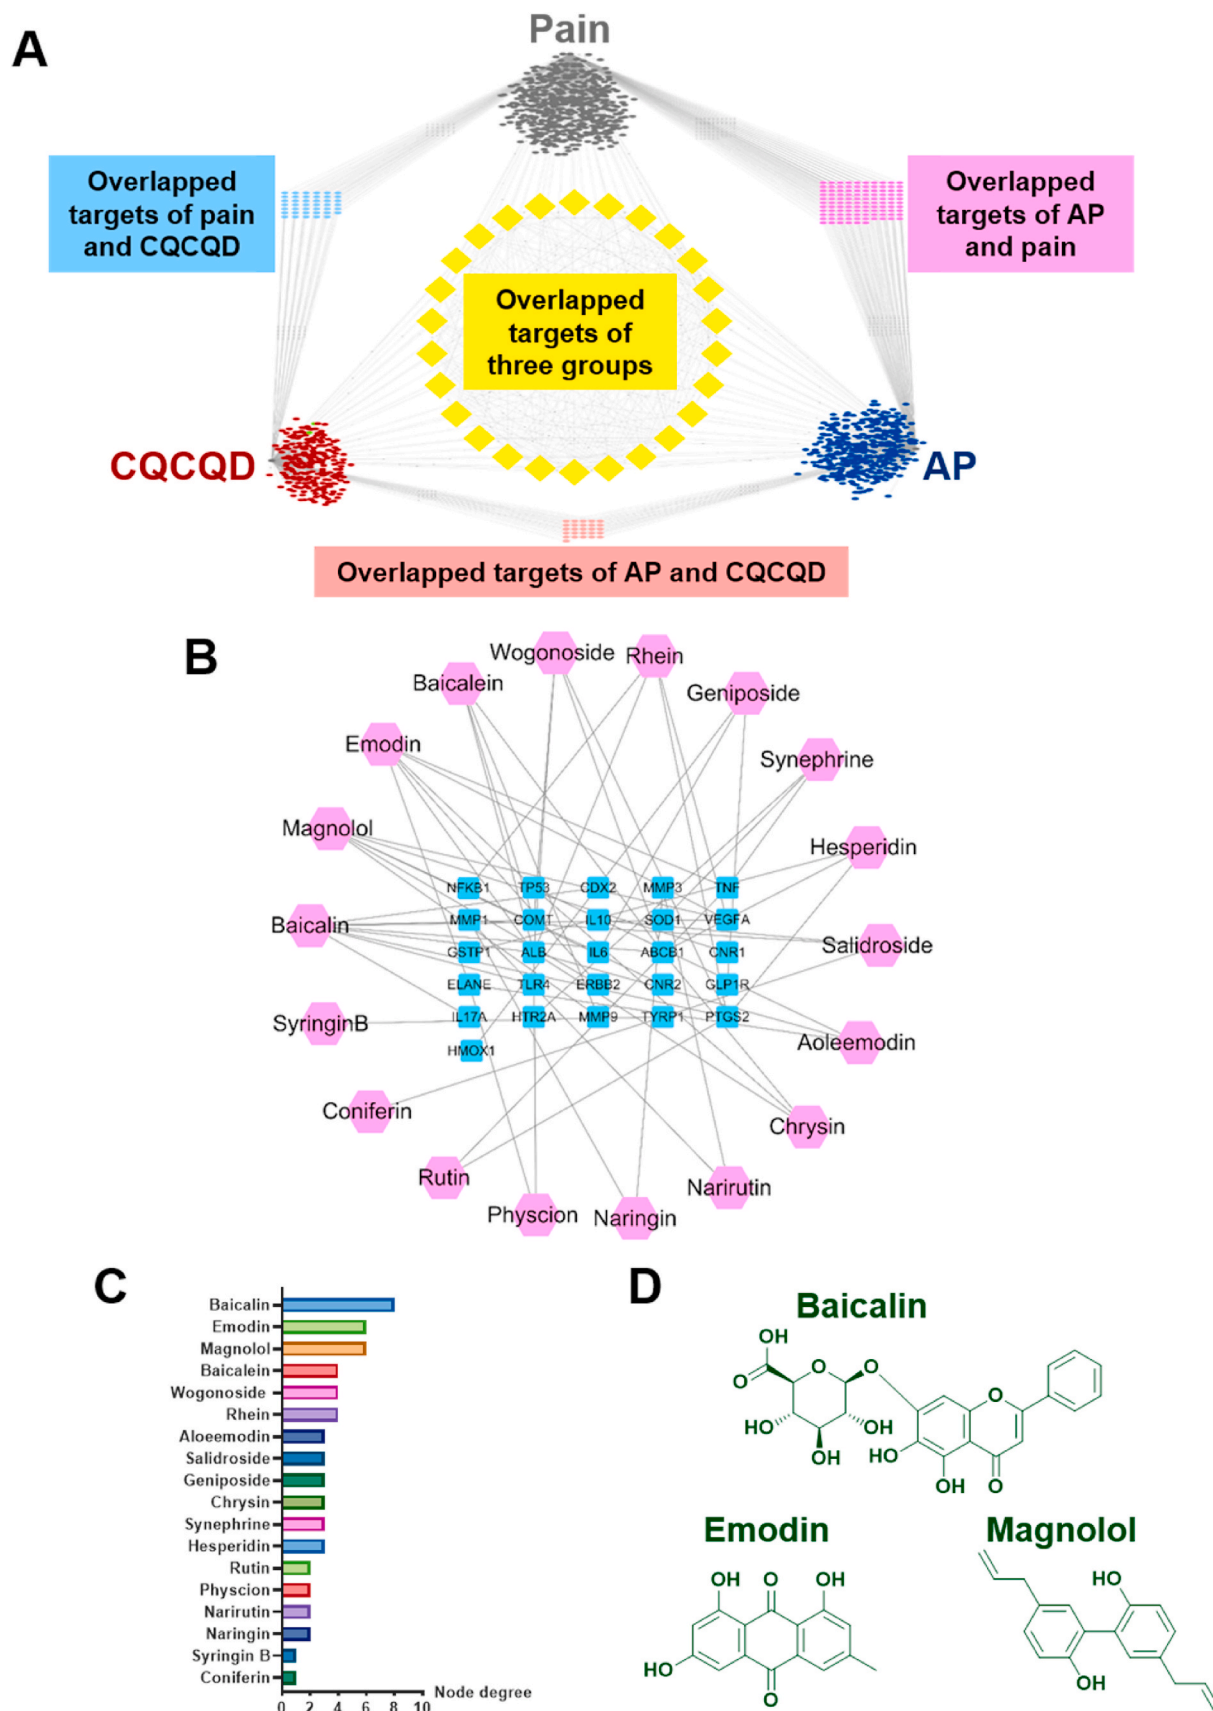 A
Pain
Overlapped
targets of pain
and CQCQD
Overlapped
targets of AP
and pain
Overlapped
targets of
three groups
CQCQD
AP
Overlapped targets of AP and CQCQD
B
Wogonoside
Rhein
Baicalein
Geniposide
Emodin
Synephrine
Magnolol
Hesperidin
NFKB1 TP53 CDX2 MMP3 TNF
MMP1 COMT IL10 SOD1 VEGFA
Baicalin
Salidroside
GSTP1 ALB IL6 ABCB1 CNR1
ELANE TLR4 ERBB2 CNR2 GLP1R
IL17A HTR2A MMP9 TYRP1 PTGS2
SyringinB
Aoleemodin
HMOX1
Coniferin
Chrysin
Rutin
Narirutin
Physcion
Naringin
C
Baicalin
Emodin
Magnolol
Baicalein
Wogonoside
Rhein
Aloeemodin
Salidroside
Geniposide
Chrysin
Synephrine
Hesperidin
Rutin
Physcion
Narirutin
Naringin
Syringin B
Coniferin
Node degree
0 2 4 6 8 10
D
Baicalin
OH
O
O
O
O
HO
OH
HO
OH
OH
O
Emodin
OH
O
OH
HO
O
Magnolol
HO
OH